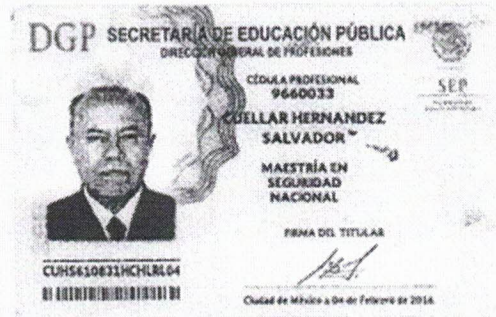 DGP SECRETARÍA DE EDUCACIÓN PÚBLICA
DIRECCIÓN GENERAL DE PROFESIONES
CÉDULA PROFESIONAL
9660033
SEP
CUELLAR HERNANDEZ
SALVADOR
MAESTRÍA EN
SEGURIDAD
NACIONAL
FIRMA DEL TITULAR
CUHS610831HCHLRL04
Ciudad de México a 04 de Febrero de 2016